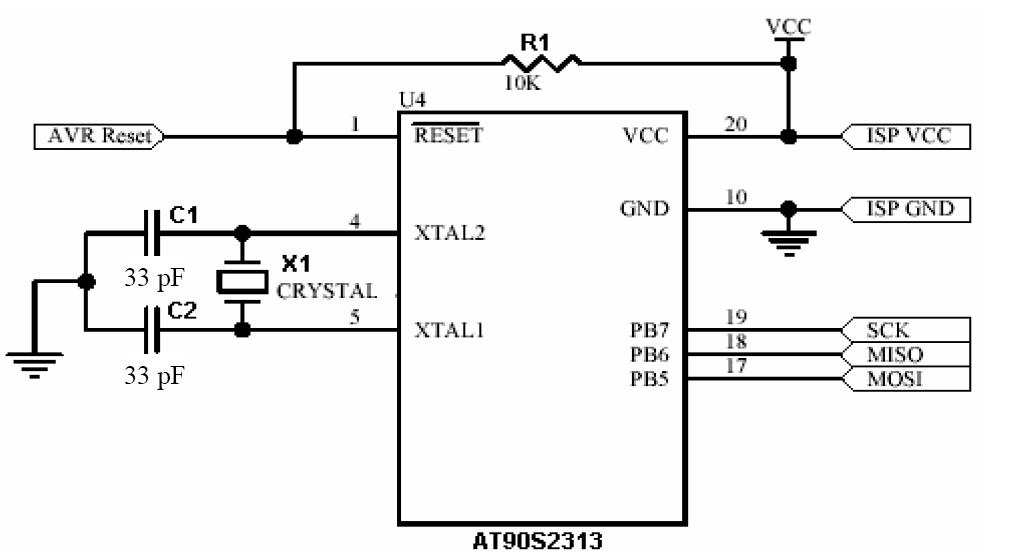 VCC
R1
10K
U4
AVR Reset
1
RESET
VCC
20
ISP VCC
GND
10
ISP GND
C1
33 pF
4
XTAL2
X1
CRYSTAL
C2
33 pF
5
XTAL1
PB7
19
SCK
PB6
18
MISO
PB5
17
MOSI
AT90S2313